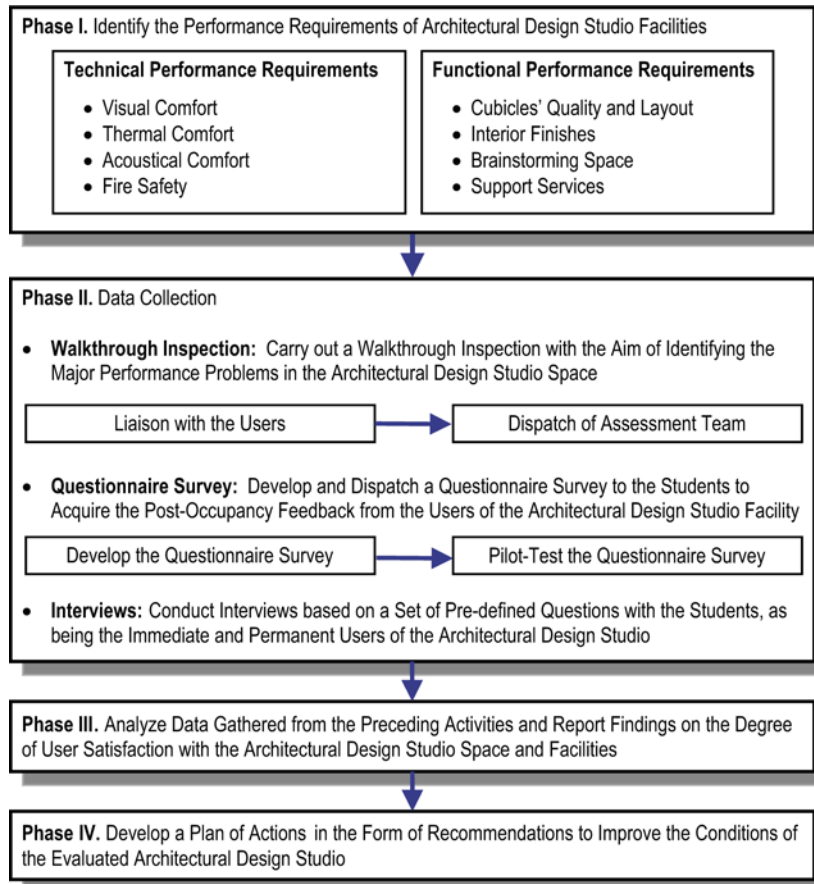 Phase I. Identify the Performance Requirements of Architectural Design Studio Facilities
Technical Performance Requirements
• Visual Comfort
• Thermal Comfort
• Acoustical Comfort
• Fire Safety
Functional Performance Requirements
• Cubicles’ Quality and Layout
• Interior Finishes
• Brainstorming Space
• Support Services
Phase II. Data Collection
• Walkthrough Inspection: Carry out a Walkthrough Inspection with the Aim of Identifying the
Major Performance Problems in the Architectural Design Studio Space
Liaison with the Users
Dispatch of Assessment Team
• Questionnaire Survey: Develop and Dispatch a Questionnaire Survey to the Students to
Acquire the Post-Occupancy Feedback from the Users of the Architectural Design Studio Facility
Develop the Questionnaire Survey
Pilot-Test the Questionnaire Survey
• Interviews: Conduct Interviews based on a Set of Pre-defined Questions with the Students, as
being the Immediate and Permanent Users of the Architectural Design Studio
Phase III. Analyze Data Gathered from the Preceding Activities and Report Findings on the Degree
of User Satisfaction with the Architectural Design Studio Space and Facilities
Phase IV. Develop a Plan of Actions in the Form of Recommendations to Improve the Conditions of
the Evaluated Architectural Design Studio